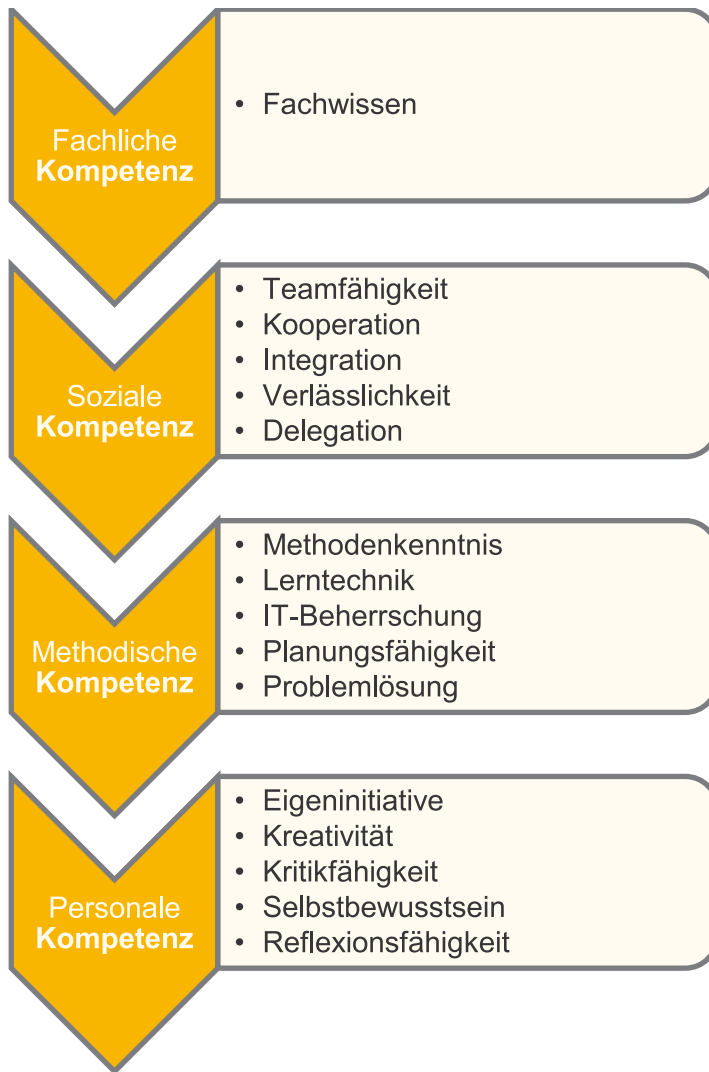 Fachliche
Kompetenz
• Fachwissen
Soziale
Kompetenz
• Teamfähigkeit
• Kooperation
• Integration
• Verlässlichkeit
• Delegation
Methodische
Kompetenz
• Methodenkenntnis
• Lerntechnik
• IT-Beherrschung
• Planungsfähigkeit
• Problemlösung
Personale
Kompetenz
• Eigeninitiative
• Kreativität
• Kritikfähigkeit
• Selbstbewusstsein
• Reflexionsfähigkeit